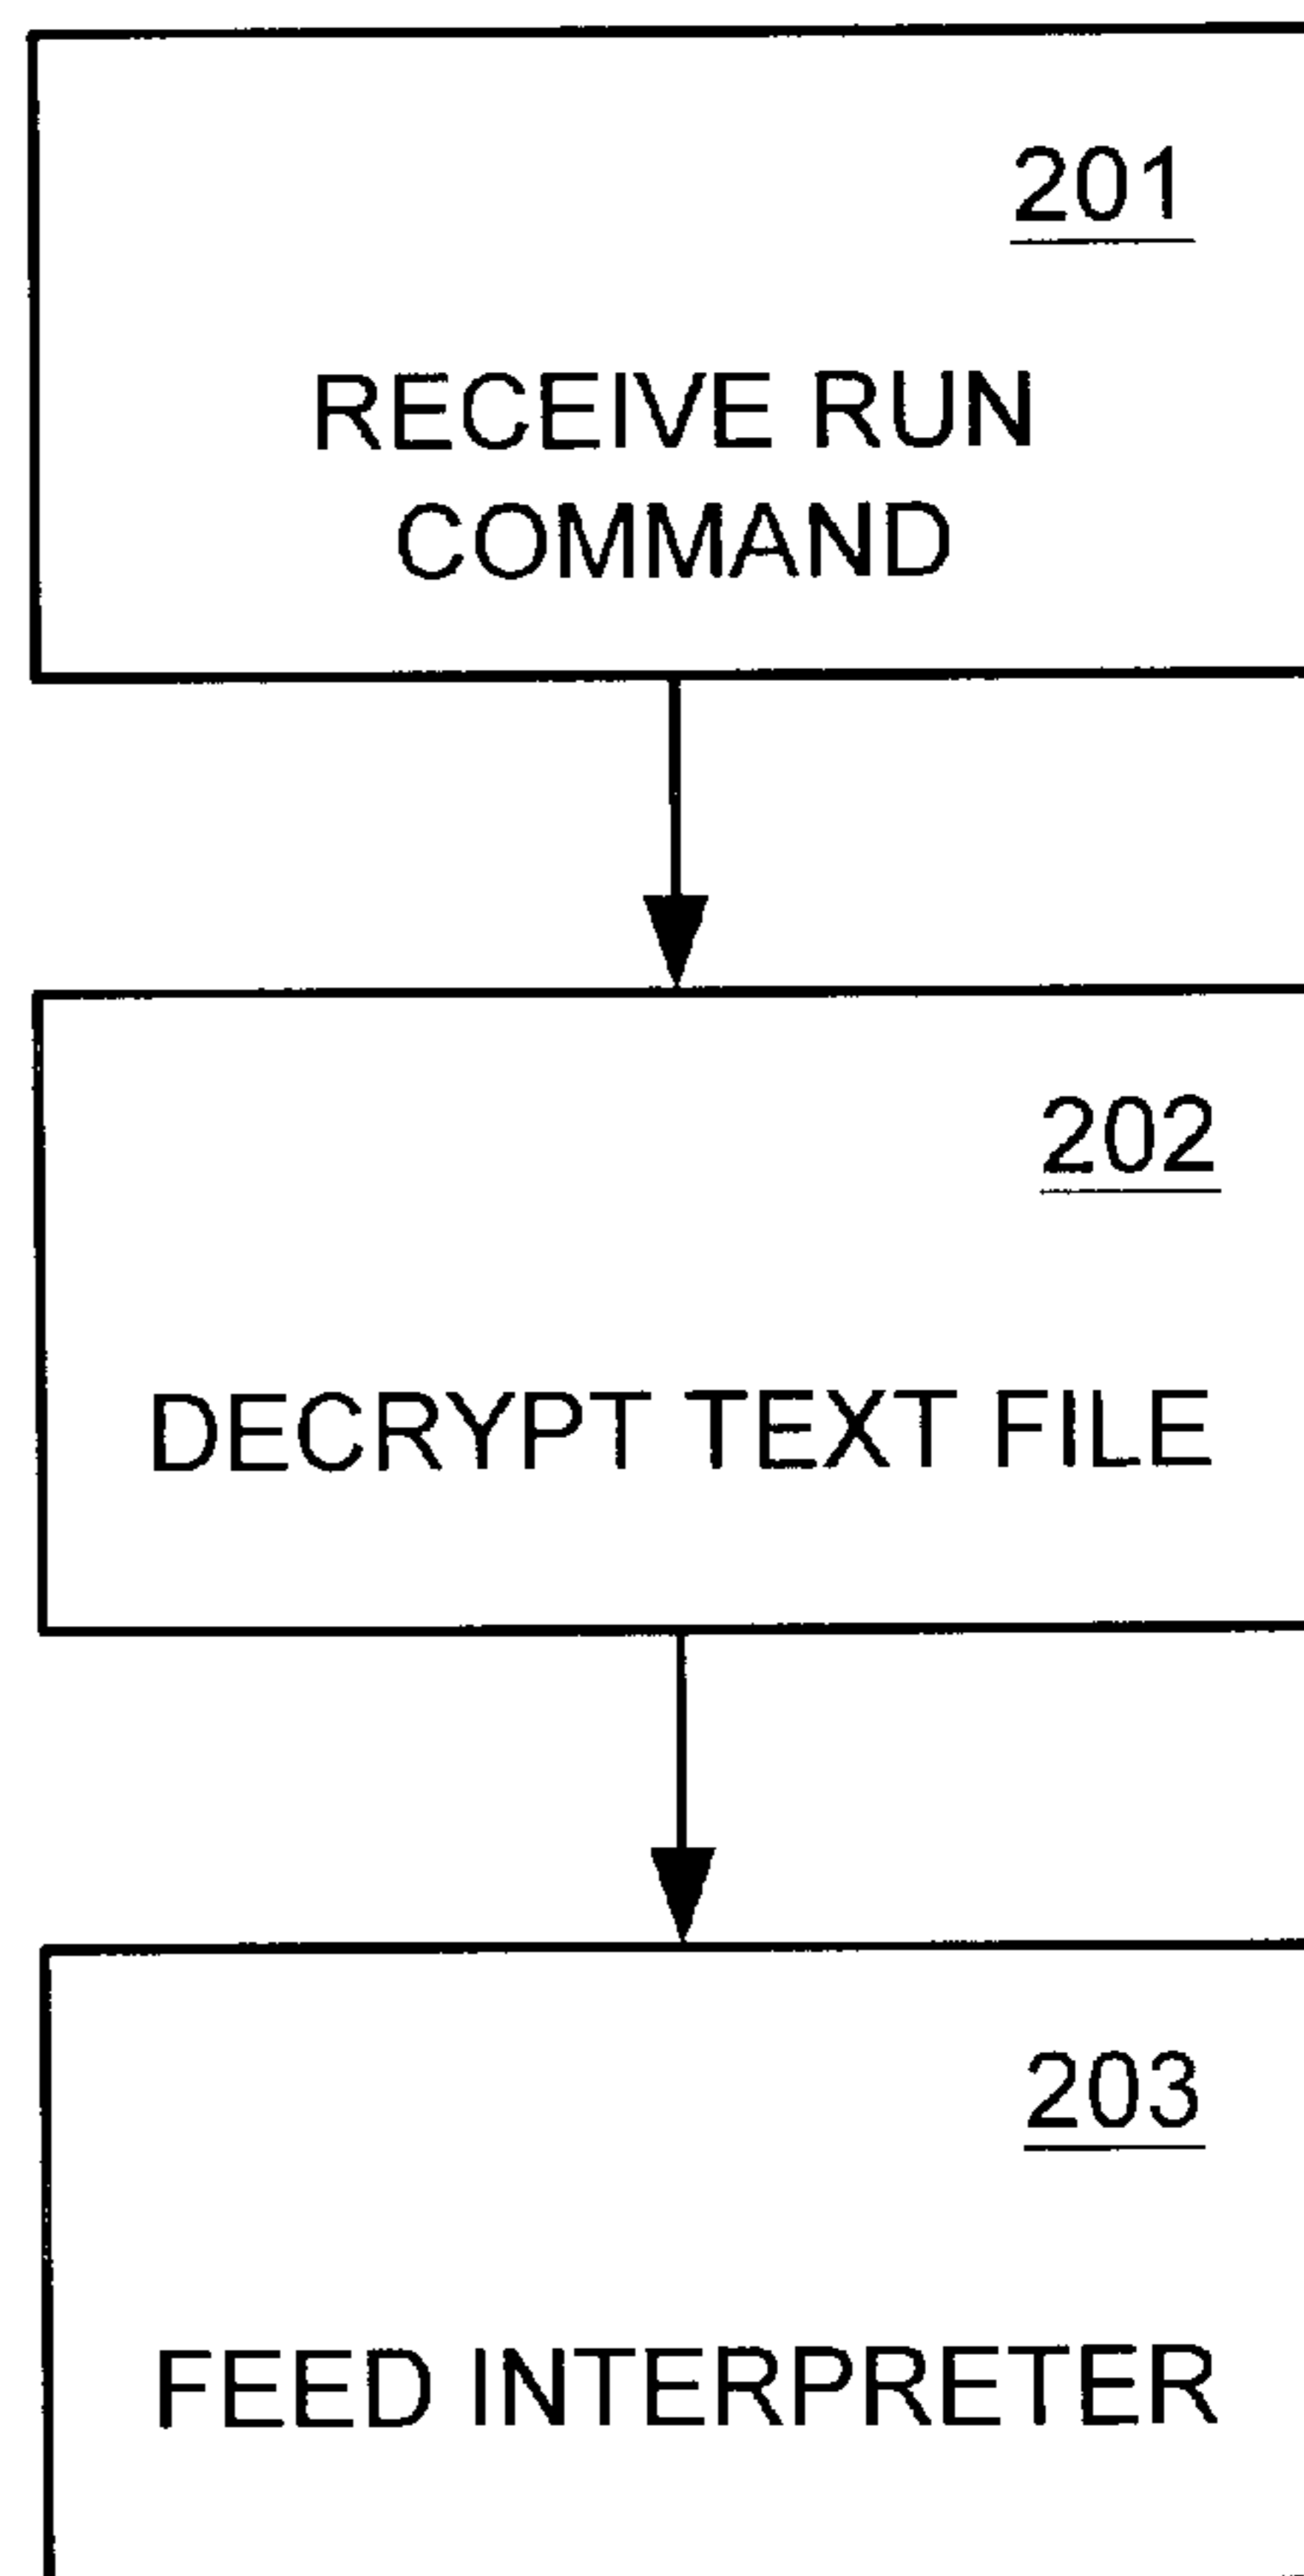 201
RECEIVE RUN
COMMAND
202
DECRYPT TEXT FILE
203
FEED INTERPRETER